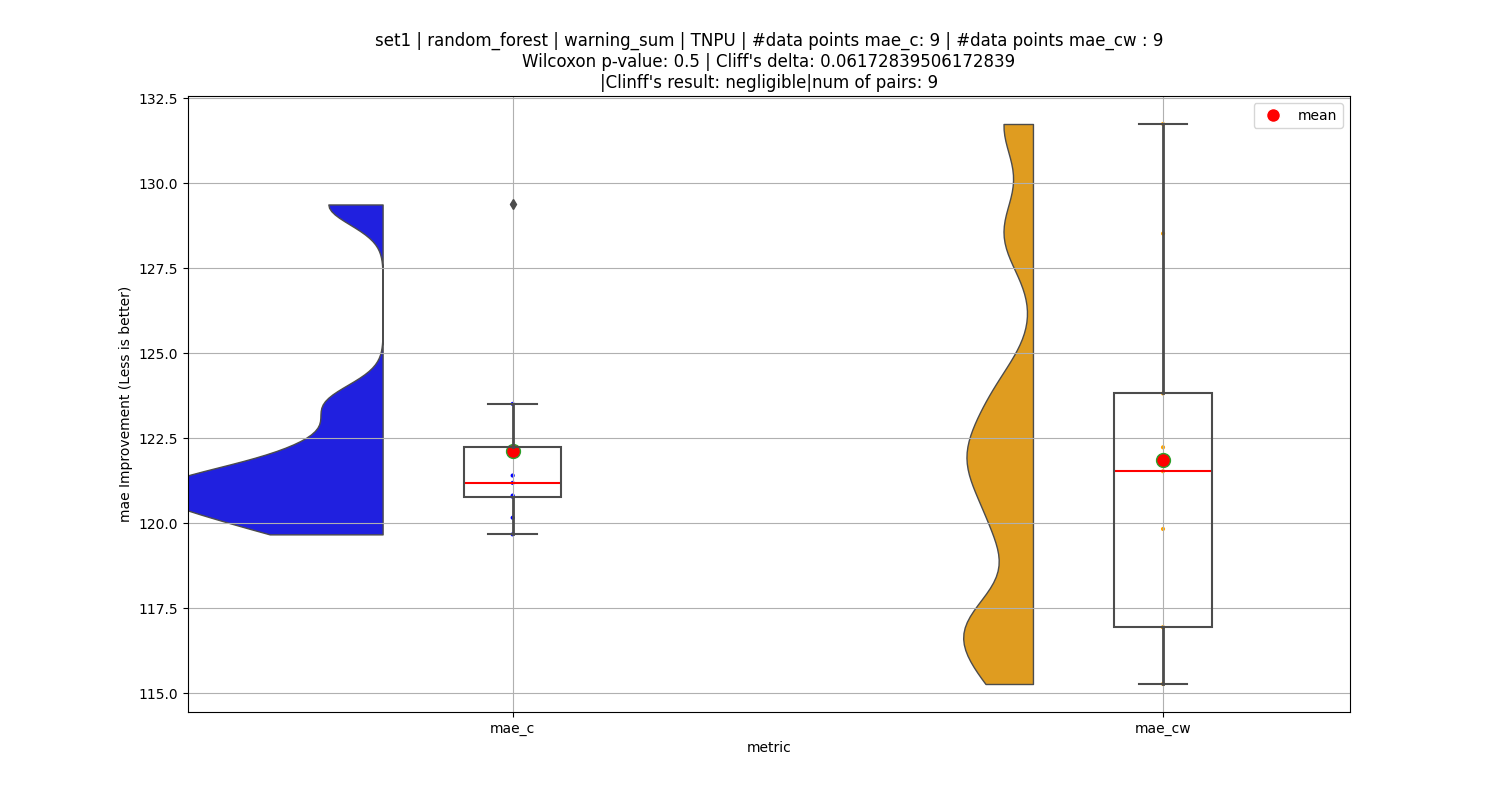 set1 | random_forest | warning_sum | TNPU | #data points mae_c: 9 | #data points mae_cw : 9
Wilcoxon p-value: 0.5 | Cliff's delta: 0.06172839506172839
|Clinff's result: negligible|num of pairs: 9
132.5
130.0
127.5
125.0
122.5
120.0
117.5
115.0
mae Improvement (Less is better)
mean
mae_c
mae_cw
metric